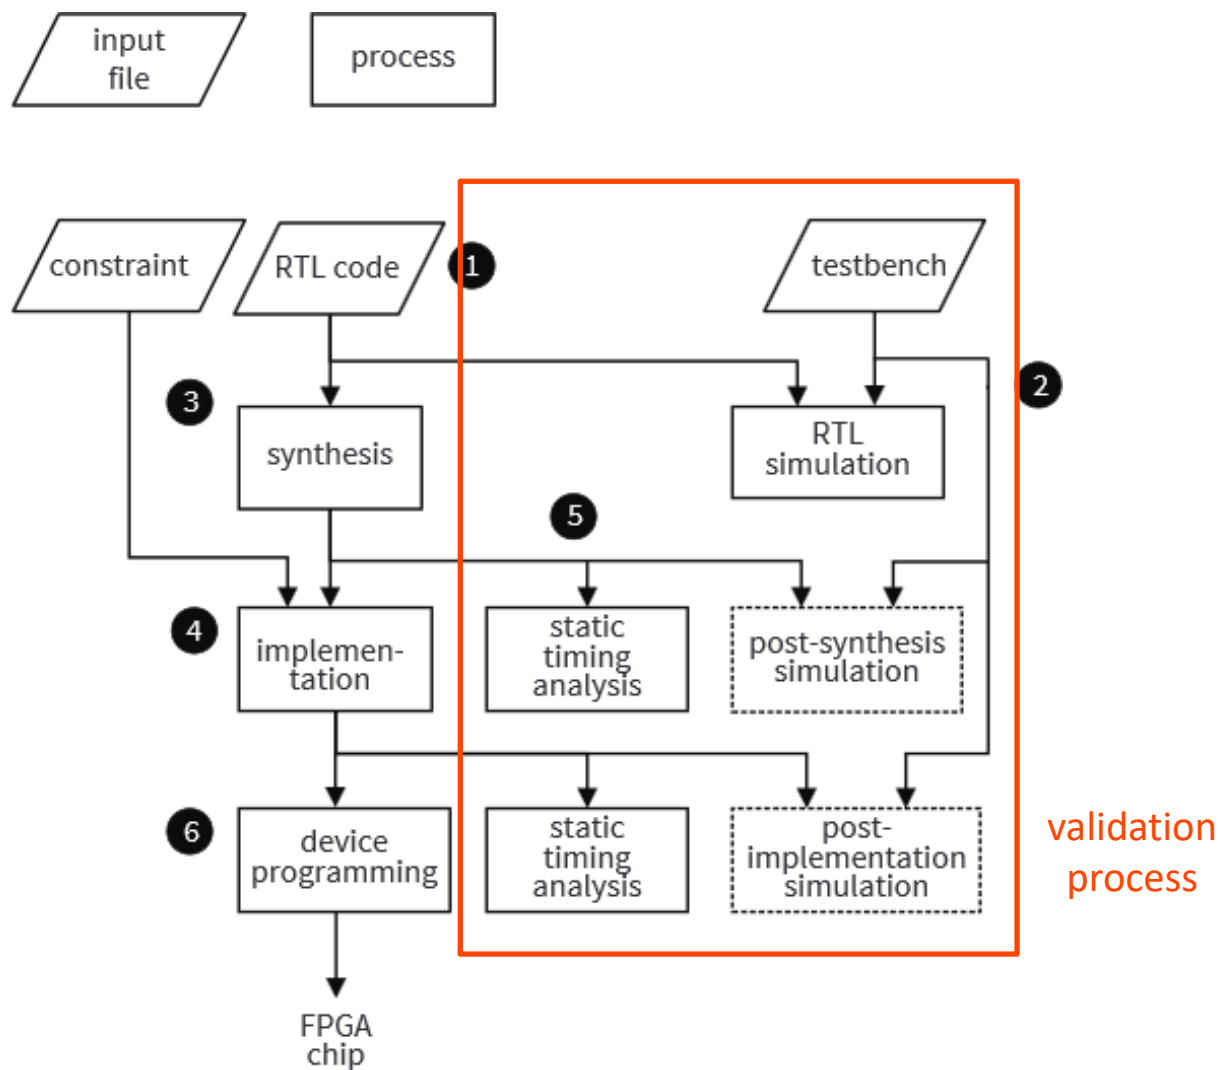 input
file
process
constraint
RTL code
1
testbench
2
3
synthesis
RTL
simulation
5
4
implemen-
tation
static
timing
analysis
post-synthesis
simulation
6
device
programming
static
timing
analysis
post-
implementation
simulation
validation
process
FPGA
chip